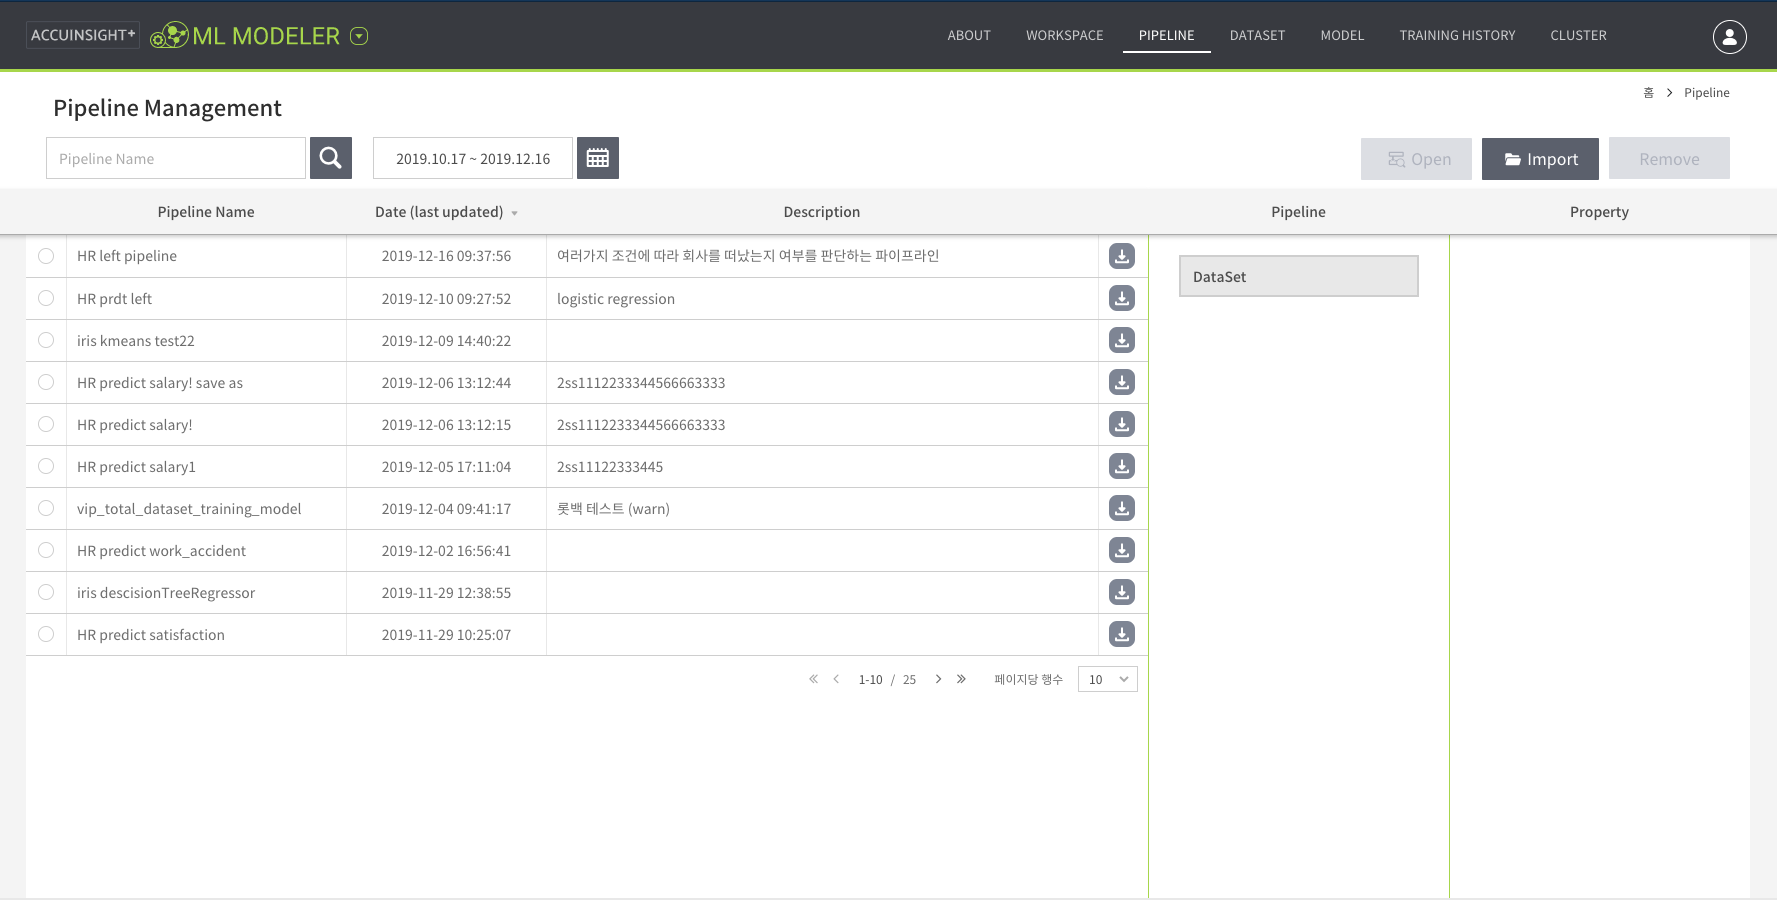 ACCUINSIGHT+ ML MODELER
ABOUT WORKSPACE PIPELINE DATASET MODEL TRAINING HISTORY CLUSTER
홈 > Pipeline
Pipeline Management
Pipeline Name 2019.10.17 ~ 2019.12.16 Open Import Remove
Pipeline Name Date (last updated) Description Pipeline Property
HR left pipeline 2019-12-16 09:37:56 여러가지 조건에 따라 회사를 떠났는지 여부를 판단하는 파이프라인
DataSet
HR prdt left 2019-12-10 09:27:52 logistic regression
iris kmeans test22 2019-12-09 14:40:22
HR predict salary! save as 2019-12-06 13:12:44 2ss1112233344566663333
HR predict salary! 2019-12-06 13:12:15 2ss1112233344566663333
HR predict salary1 2019-12-05 17:11:04 2ss11122333445
vip_total_dataset_training_model 2019-12-04 09:41:17 롯백 테스트 (warn)
HR predict work_accident 2019-12-02 16:56:41
iris descisionTreeRegressor 2019-11-29 12:38:55
HR predict satisfaction 2019-11-29 10:25:07
« < 1-10 / 25 > » 페이지당 행수 10